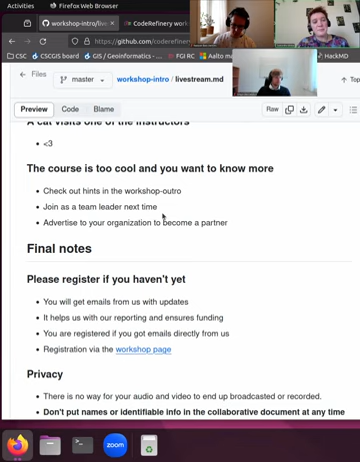 Activities
Firefox Web Browser
workshop-intro/live
CodeRefinery work
https://github.com/coderefinery
CSC
CSCGIS board
GIS / Geoinformatics -
FGI RC
Aalto ma
HackMD
Files
master
workshop-intro / livestream.md
Top
Preview
Code
Blame
Raw
A cat visits one of the instructors
<3
The course is too cool and you want to know more
Check out hints in the workshop-outro
Join as a team leader next time
Advertise to your organization to become a partner
Final notes
Please register if you haven't yet
You will get emails from us with updates
It helps us with our reporting and ensures funding
You are registered if you got emails directly from us
Registration via the workshop page
Privacy
There is no way for your audio and video to end up broadcasted or recorded.
Don't put names or identifiable info in the collaborative document at any time
zoom